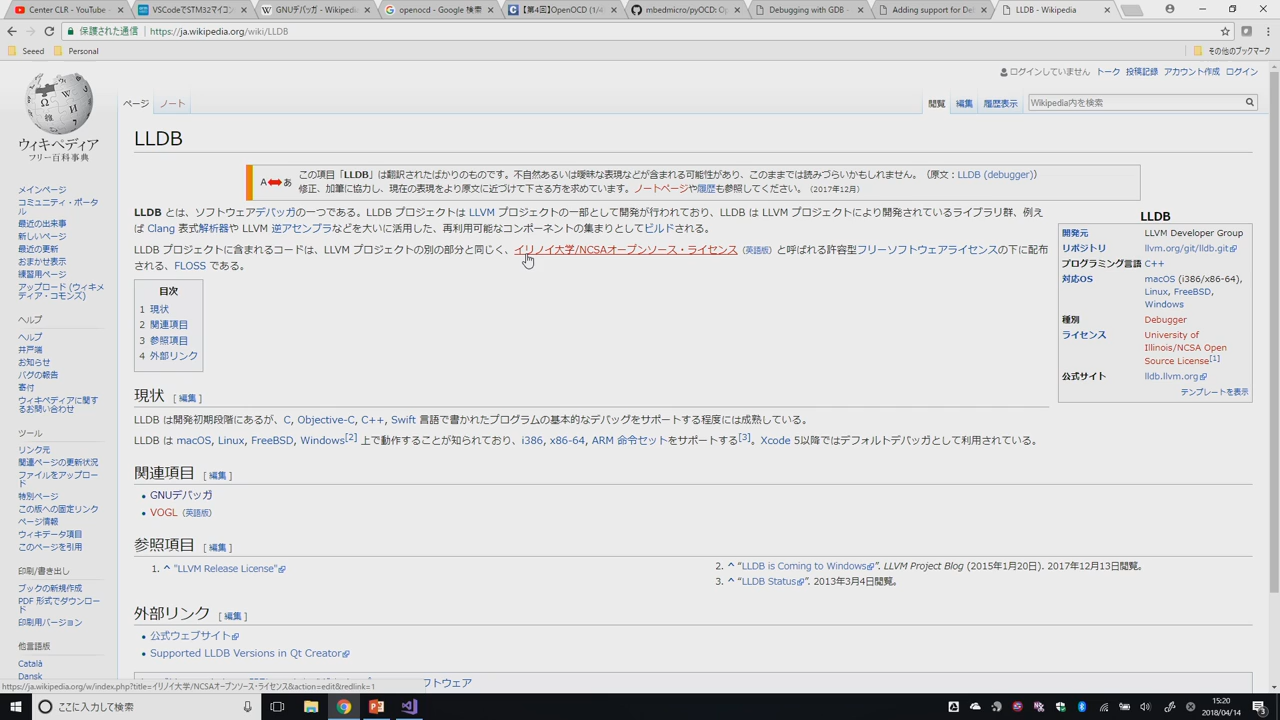 Center CLR - YouTube
VSCodeでSTM32マイコン
GNUデバッガ - Wikipedia
openocd - Google 検索
【第4回】OpenOCD (1/4
mbedmicro/pyOCD: Op
Debugging with GDB
Adding support for De
LLDB - Wikipedia
保護された通信 https://ja.wikipedia.org/wiki/LLDB
Seeed Personal その他のブックマーク
ログインしていません トーク 投稿記録 アカウント作成 ログイン
ページ ノート 閲覧 編集 履歴表示 Wikipedia内を検索
ウィキペディア
フリー百科事典
メインページ
コミュニティ・ポータ
ル
最近の出来事
新しいページ
最近の更新
おまかせ表示
練習用ページ
アップロード (ウィキメ
ディア・コモンズ)
ヘルプ
ヘルプ
井戸端
お知らせ
バグの報告
寄付
ウィキペディアに関す
るお問い合わせ
ツール
リンク元
関連ページの更新状況
ファイルをアップロー
ド
特別ページ
この版への固定リンク
ページ情報
ウィキデータ項目
このページを引用
印刷/書き出し
ブックの新規作成
PDF 形式でダウンロー
ド
印刷用バージョン
他言語版
Català
Dansk
LLDB
A あ この項目「LLDB」は翻訳されたばかりのものです。不自然あるいは曖昧な表現などが含まれる可能性があり、このままでは読みづらいかもしれません。（原文：LLDB (debugger)）
修正、加筆に協力し、現在の表現をより原文に近づけて下さる方を求めています。ノートページや履歴も参照してください。（2017年12月）
LLDB とは、ソフトウェアデバッガの一つである。LLDB プロジェクトは LLVM プロジェクトの一部として開発が行われており、LLDB は LLVM プロジェクトにより開発されているライブラリ群、例え
ば Clang 表式解析器や LLVM 逆アセンブラなどを大いに活用した、再利用可能なコンポーネントの集まりとしてビルドされる。
LLDB プロジェクトに含まれるコードは、LLVM プロジェクトの別の部分と同じく、イリノイ大学/NCSAオープンソース・ライセンス (英語版) と呼ばれる許容型フリーソフトウェアライセンスの下に配布
される、FLOSS である。
目次
1 現状
2 関連項目
3 参照項目
4 外部リンク
LLDB
開発元 LLVM Developer Group
リポジトリ llvm.org/git/lldb.git
プログラミング言語 C++
対応OS macOS (i386/x86-64),
Linux, FreeBSD,
Windows
種別 Debugger
ライセンス University of
Illinois/NCSA Open
Source License[1]
公式サイト lldb.llvm.org
テンプレートを表示
現状 [編集]
LLDB は開発初期段階にあるが、C, Objective-C, C++, Swift 言語で書かれたプログラムの基本的なデバッグをサポートする程度には成熟している。
LLDB は macOS, Linux, FreeBSD, Windows[2] 上で動作することが知られており、i386, x86-64, ARM 命令セットをサポートする[3]。Xcode 5以降ではデフォルトデバッガとして利用されている。
関連項目 [編集]
GNUデバッガ
VOGL (英語版)
参照項目 [編集]
1. ^ "LLVM Release License"
2. ^ “LLDB is Coming to Windows”. LLVM Project Blog (2015年1月20日). 2017年12月13日閲覧。
3. ^ “LLDB Status”. 2013年3月4日閲覧。
外部リンク [編集]
公式ウェブサイト
Supported LLDB Versions in Qt Creator
フトウェア
https://ja.wikipedia.org/w/index.php?title=イリノイ大学/NCSAオープンソース・ライセンス&action=edit&redlink=1
ここに入力して検索
15:20
2018/04/14
3